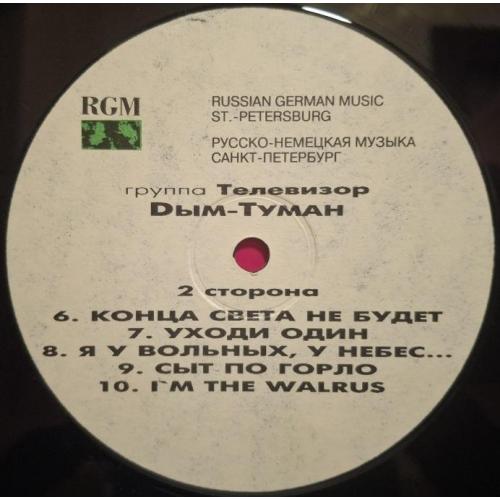 RGM
RUSSIAN GERMAN MUSIC
ST.-PETERSBURG
РУССКО-НЕМЕЦКАЯ МУЗЫКА
САНКТ-ПЕТЕРБУРГ
группа Телевизор
Dым-Туман
2 сторона
6. КОНЦА СВЕТА НЕ БУДЕТ
7. УХОДИ ОДИН
8. Я У ВОЛЬНЫХ, У НЕБЕС...
9. СЫТ ПО ГОРЛО
10. I`M THE WALRUS